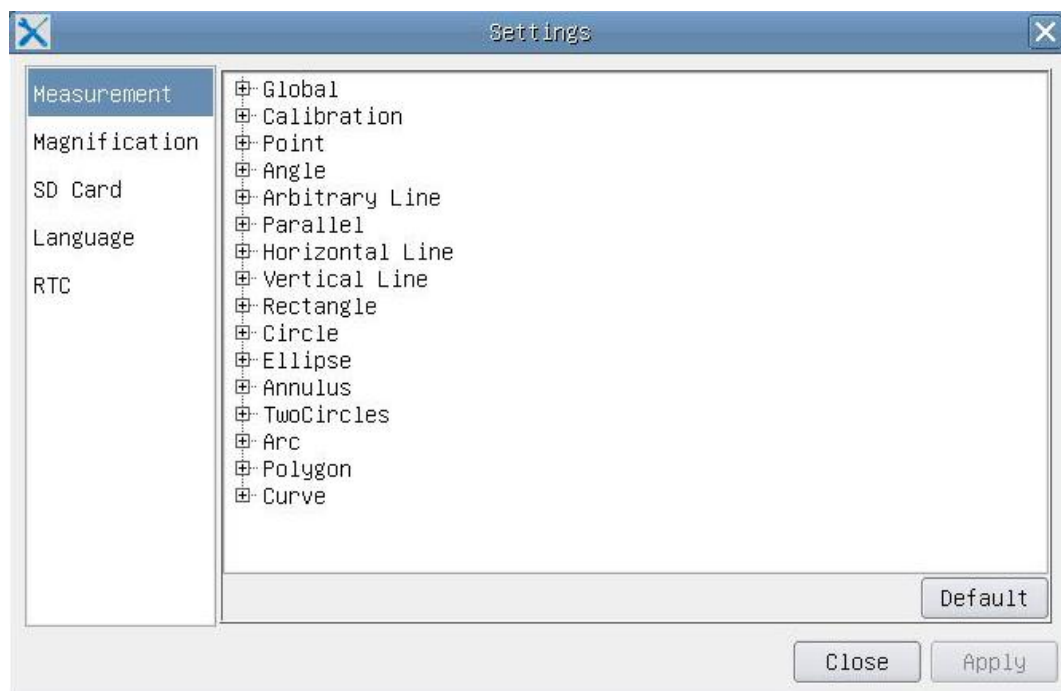 Settings
Measurement
Magnification
SD Card
Language
RTC
Global
Calibration
Point
Angle
Arbitrary Line
Parallel
Horizontal Line
Vertical Line
Rectangle
Circle
Ellipse
Annulus
TwoCircles
Arc
Polygon
Curve
Default
Close
Apply